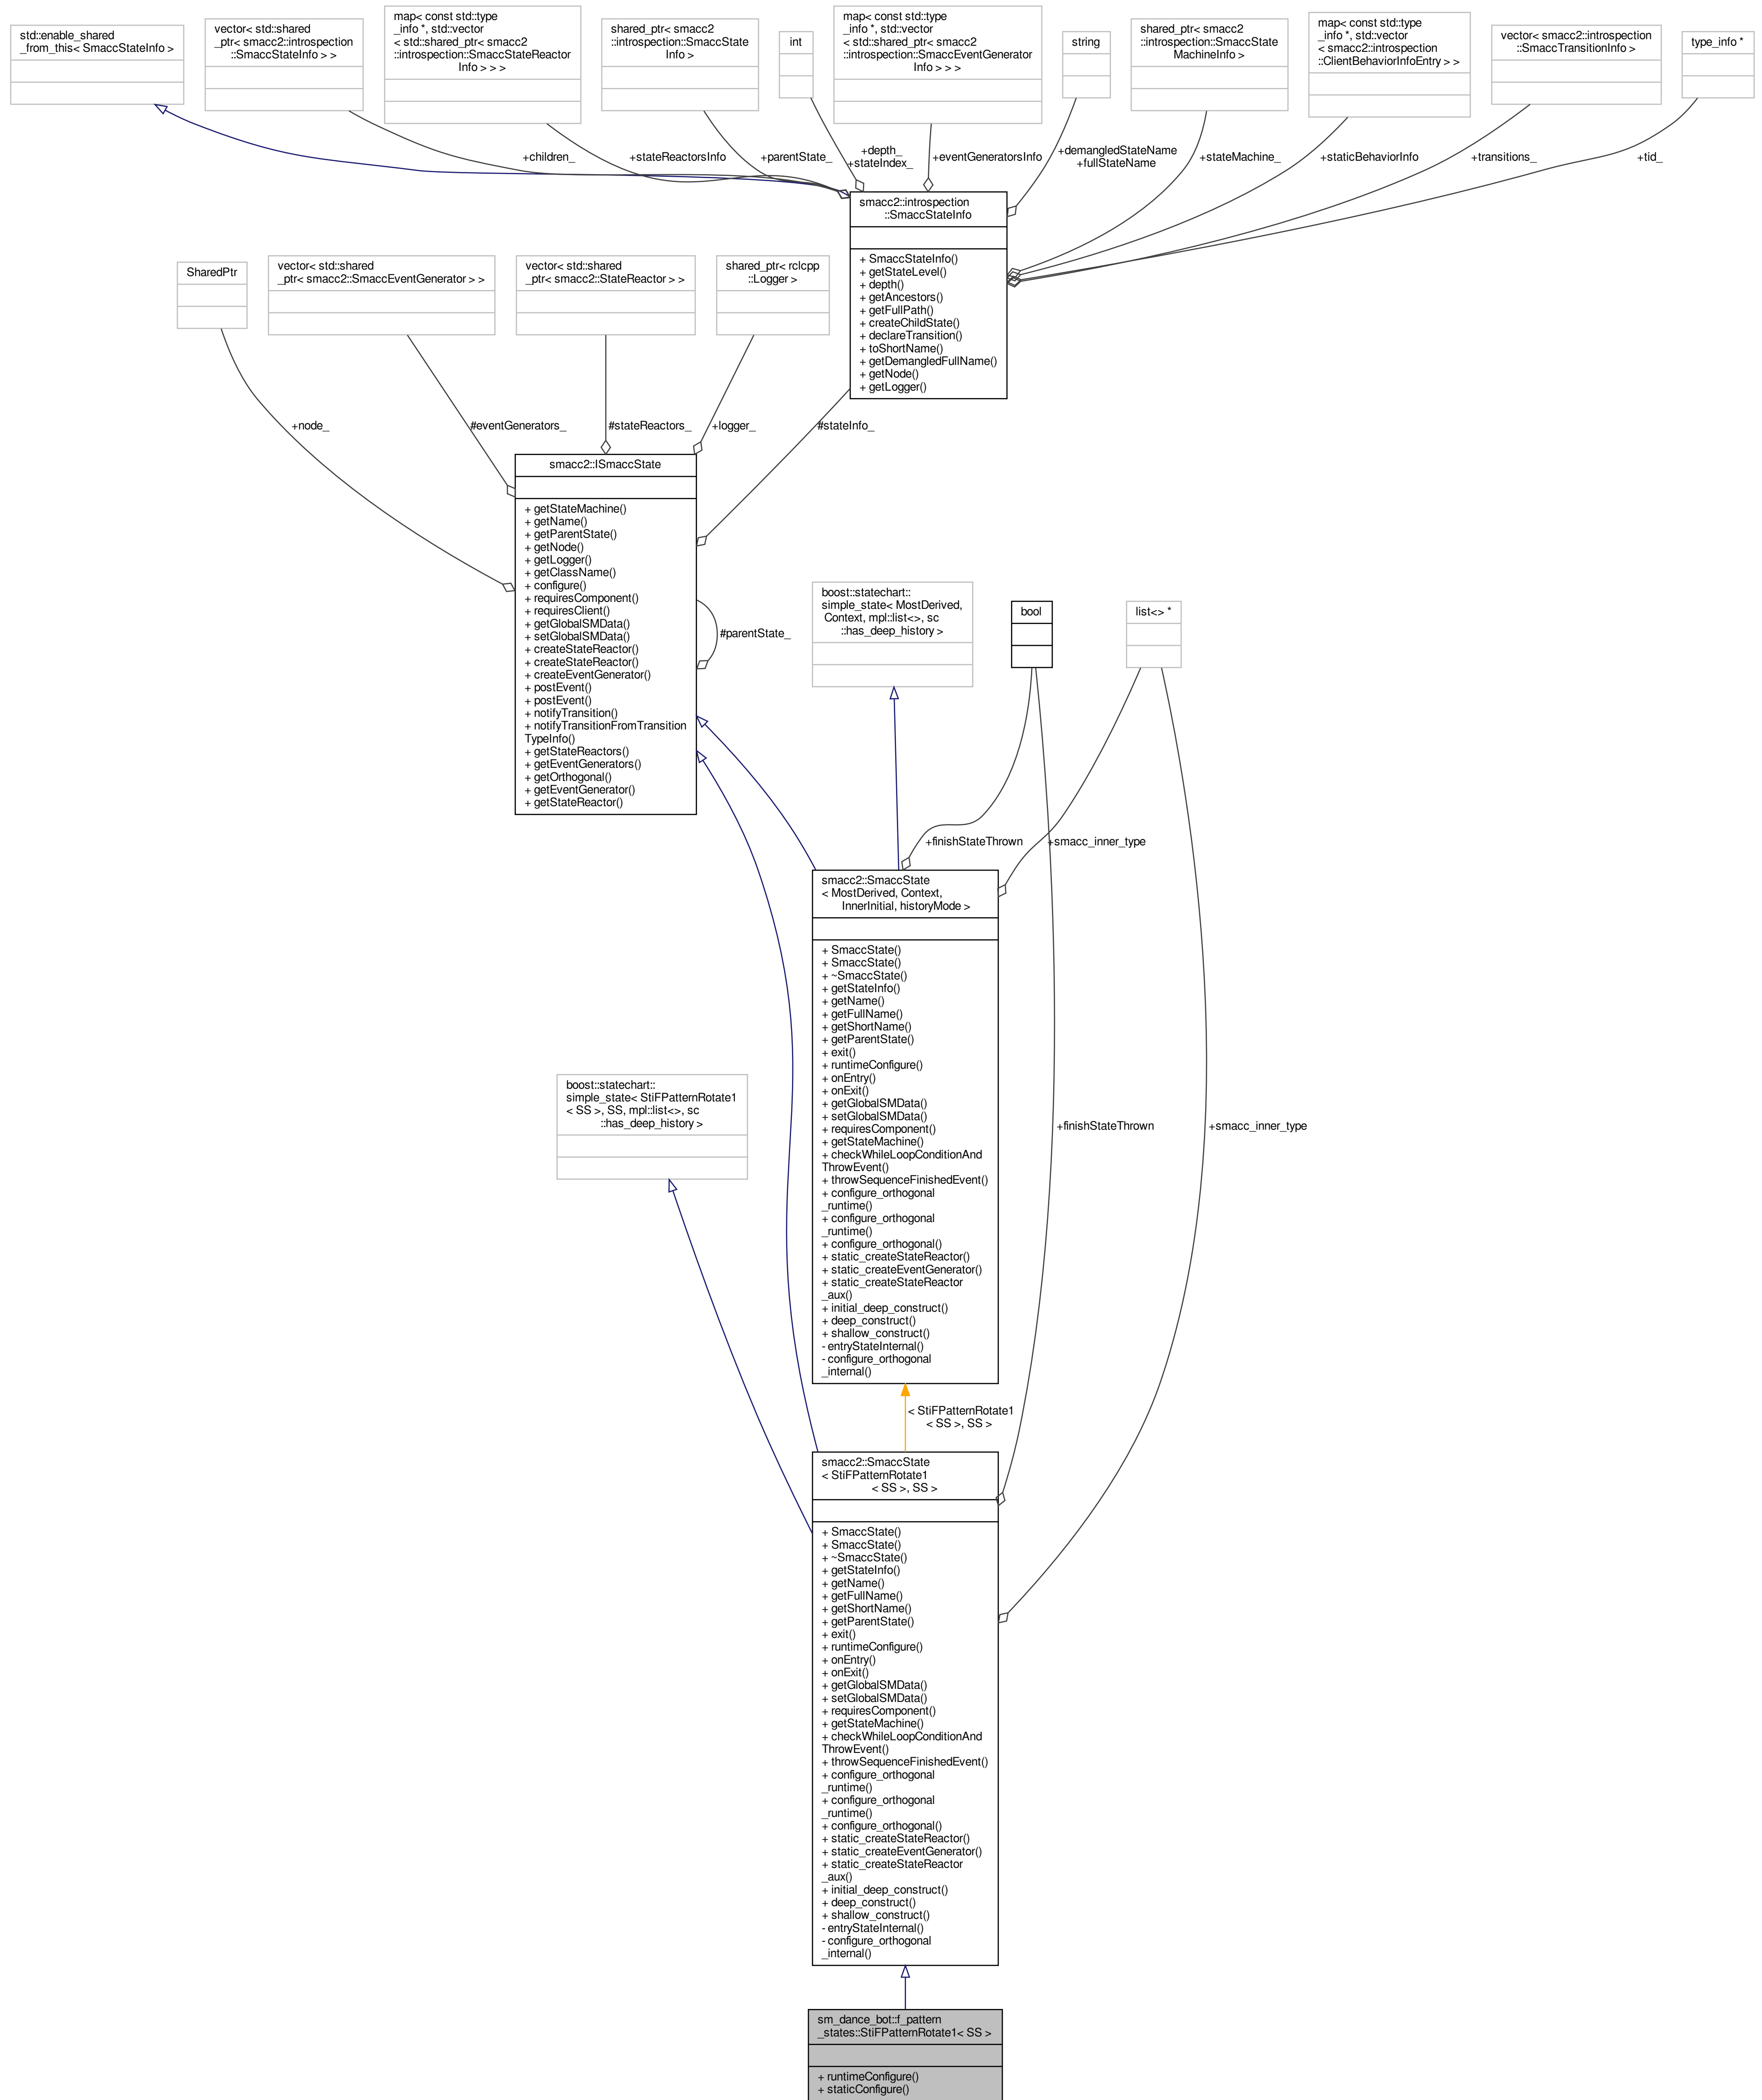 std::enable_shared
_from_this< SmaccStateInfo >
vector< std::shared
_ptr< smacc2::introspection
::SmaccStateInfo > >
map< const std::type
_info *, std::vector
< std::shared_ptr< smacc2
::introspection::SmaccStateReactor
Info > > >
shared_ptr< smacc2
::introspection::SmaccState
Info >
int
map< const std::type
_info *, std::vector
< std::shared_ptr< smacc2
::introspection::SmaccEventGenerator
Info > > >
string
shared_ptr< smacc2
::introspection::SmaccState
MachineInfo >
map< const std::type
_info *, std::vector
< smacc2::introspection
::ClientBehaviorInfoEntry > >
vector< smacc2::introspection
::SmaccTransitionInfo >
type_info *
+children_
+stateReactorsInfo
+parentState_
+depth_
+stateIndex_
+eventGeneratorsInfo
+demangledStateName
+fullStateName
+stateMachine_
+staticBehaviorInfo
+transitions_
+tid_
smacc2::introspection
::SmaccStateInfo
+ SmaccStateInfo()
+ getStateLevel()
+ depth()
+ getAncestors()
+ getFullPath()
+ createChildState()
+ declareTransition()
+ toShortName()
+ getDemangledFullName()
+ getNode()
+ getLogger()
SharedPtr
vector< std::shared
_ptr< smacc2::SmaccEventGenerator > >
vector< std::shared
_ptr< smacc2::StateReactor > >
shared_ptr< rclcpp
::Logger >
+node_
#eventGenerators_
#stateReactors_
+logger_
#stateInfo_
smacc2::ISmaccState
+ getStateMachine()
+ getName()
+ getParentState()
+ getNode()
+ getLogger()
+ getClassName()
+ configure()
+ requiresComponent()
+ requiresClient()
+ getGlobalSMData()
+ setGlobalSMData()
+ createStateReactor()
+ createStateReactor()
+ createEventGenerator()
+ postEvent()
+ postEvent()
+ notifyTransition()
+ notifyTransitionFromTransition
TypeInfo()
+ getStateReactors()
+ getEventGenerators()
+ getOrthogonal()
+ getEventGenerator()
+ getStateReactor()
#parentState_
boost::statechart::
simple_state< MostDerived,
Context, mpl::list<>, sc
::has_deep_history >
bool
list<> *
+finishStateThrown
+smacc_inner_type
smacc2::SmaccState
< MostDerived, Context,
InnerInitial, historyMode >
+ SmaccState()
+ SmaccState()
+ ~SmaccState()
+ getStateInfo()
+ getName()
+ getFullName()
+ getShortName()
+ getParentState()
+ exit()
+ runtimeConfigure()
+ onEntry()
+ onExit()
+ getGlobalSMData()
+ setGlobalSMData()
+ requiresComponent()
+ getStateMachine()
+ checkWhileLoopConditionAnd
ThrowEvent()
+ throwSequenceFinishedEvent()
+ configure_orthogonal
_runtime()
+ configure_orthogonal
_runtime()
+ configure_orthogonal()
+ static_createStateReactor()
+ static_createEventGenerator()
+ static_createStateReactor
_aux()
+ initial_deep_construct()
+ deep_construct()
+ shallow_construct()
- entryStateInternal()
- configure_orthogonal
_internal()
boost::statechart::
simple_state< StiFPatternRotate1
< SS >, SS, mpl::list<>, sc
::has_deep_history >
+finishStateThrown
+smacc_inner_type
< StiFPatternRotate1
< SS >, SS >
smacc2::SmaccState
< StiFPatternRotate1
< SS >, SS >
+ SmaccState()
+ SmaccState()
+ ~SmaccState()
+ getStateInfo()
+ getName()
+ getFullName()
+ getShortName()
+ getParentState()
+ exit()
+ runtimeConfigure()
+ onEntry()
+ onExit()
+ getGlobalSMData()
+ setGlobalSMData()
+ requiresComponent()
+ getStateMachine()
+ checkWhileLoopConditionAnd
ThrowEvent()
+ throwSequenceFinishedEvent()
+ configure_orthogonal
_runtime()
+ configure_orthogonal
_runtime()
+ configure_orthogonal()
+ static_createStateReactor()
+ static_createEventGenerator()
+ static_createStateReactor
_aux()
+ initial_deep_construct()
+ deep_construct()
+ shallow_construct()
- entryStateInternal()
- configure_orthogonal
_internal()
sm_dance_bot::f_pattern
_states::StiFPatternRotate1< SS >
+ runtimeConfigure()
+ staticConfigure()